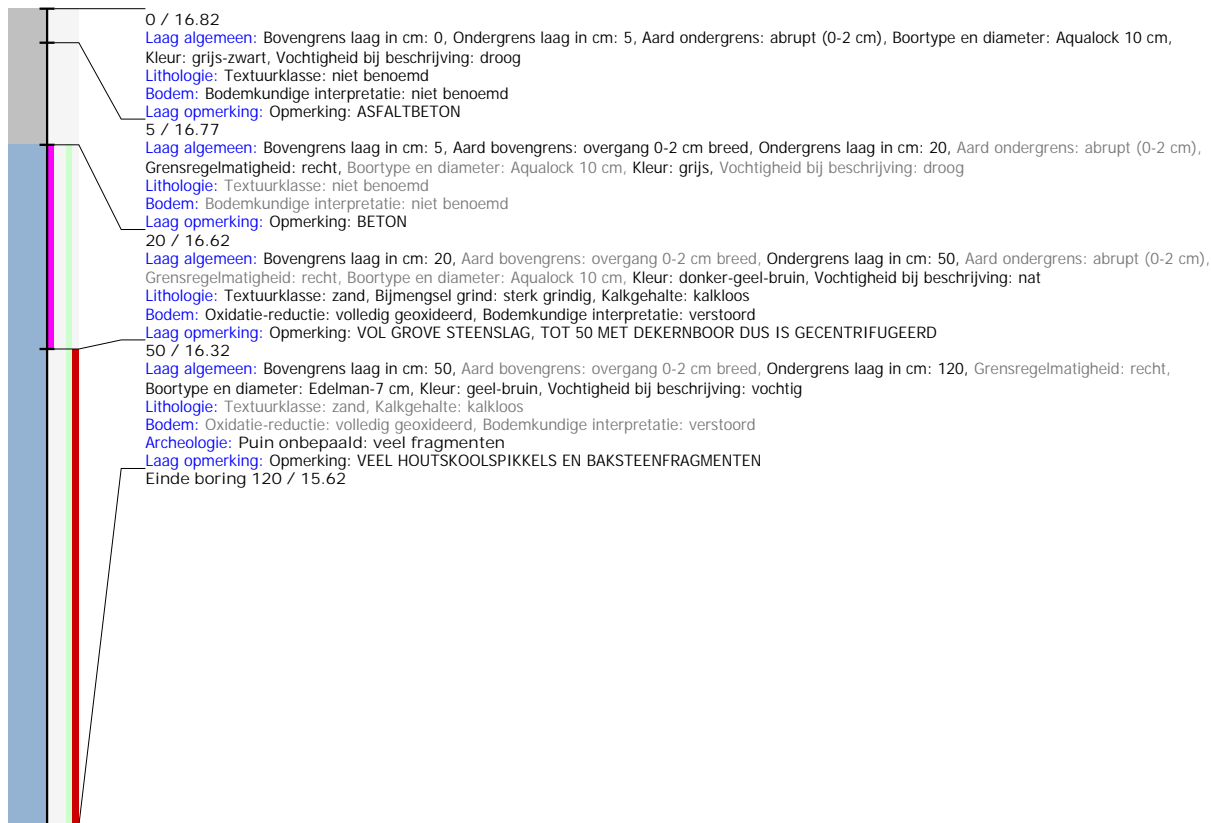 0 / 16.82
Laag algemeen: Bovengrens laag in cm: 0, Ondergrens laag in cm: 5, Aard ondergrens: abrupt (0-2 cm), Boortype en diameter: Aqualock 10 cm,
Kleur: grijs-zwart, Vochtigheid bij beschrijving: droog
Lithologie: Textuurklasse: niet benoemd
Bodem: Bodemkundige interpretatie: niet benoemd
Laag opmerking: Opmerking: ASFALTBETON
5 / 16.77
Laag algemeen: Bovengrens laag in cm: 5, Aard bovengrens: overgang 0-2 cm breed, Ondergrens laag in cm: 20, Aard ondergrens: abrupt (0-2 cm),
Grensregelmatigheid: recht, Boortype en diameter: Aqualock 10 cm, Kleur: grijs, Vochtigheid bij beschrijving: droog
Lithologie: Textuurklasse: niet benoemd
Bodem: Bodemkundige interpretatie: niet benoemd
Laag opmerking: Opmerking: BETON
20 / 16.62
Laag algemeen: Bovengrens laag in cm: 20, Aard bovengrens: overgang 0-2 cm breed, Ondergrens laag in cm: 50, Aard ondergrens: abrupt (0-2 cm),
Grensregelmatigheid: recht, Boortype en diameter: Aqualock 10 cm, Kleur: donker-geel-bruin, Vochtigheid bij beschrijving: nat
Lithologie: Textuurklasse: zand, Bijmengsel grind: sterk grindig, Kalkgehalte: kalkloos
Bodem: Oxidatie-reductie: volledig geoxideerd, Bodemkundige interpretatie: verstoord
Laag opmerking: Opmerking: VOL GROVE STEENSLAG, TOT 50 MET DEKERNBOOR DUS IS GECENTRIFUGEERD
50 / 16.32
Laag algemeen: Bovengrens laag in cm: 50, Aard bovengrens: overgang 0-2 cm breed, Ondergrens laag in cm: 120, Grensregelmatigheid: recht,
Boortype en diameter: Edelman-7 cm, Kleur: geel-bruin, Vochtigheid bij beschrijving: vochtig
Lithologie: Textuurklasse: zand, Kalkgehalte: kalkloos
Bodem: Oxidatie-reductie: volledig geoxideerd, Bodemkundige interpretatie: verstoord
Archeologie: Puin onbepaald: veel fragmenten
Laag opmerking: Opmerking: VEEL HOUTSKOOLSPIKKELS EN BAKSTEENFRAGMENTEN
Einde boring 120 / 15.62